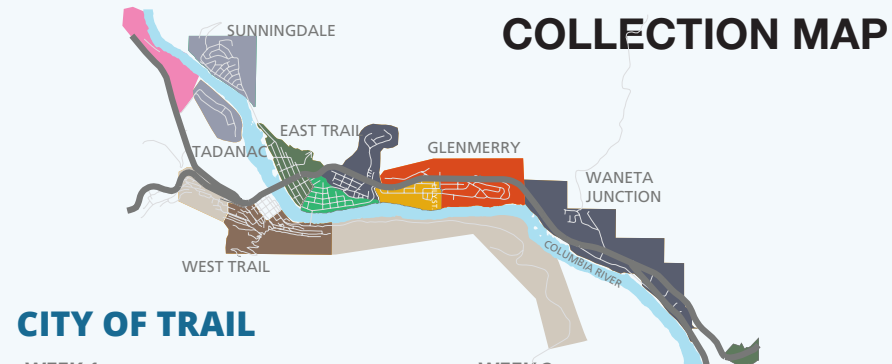 COLLECTION MAP
SUNNINGDALE
EAST TRAIL
TADANAC
GLENMERRY
WANETA
JUNCTION
COLUMBIA RIVER
WEST TRAIL
CITY OF TRAIL